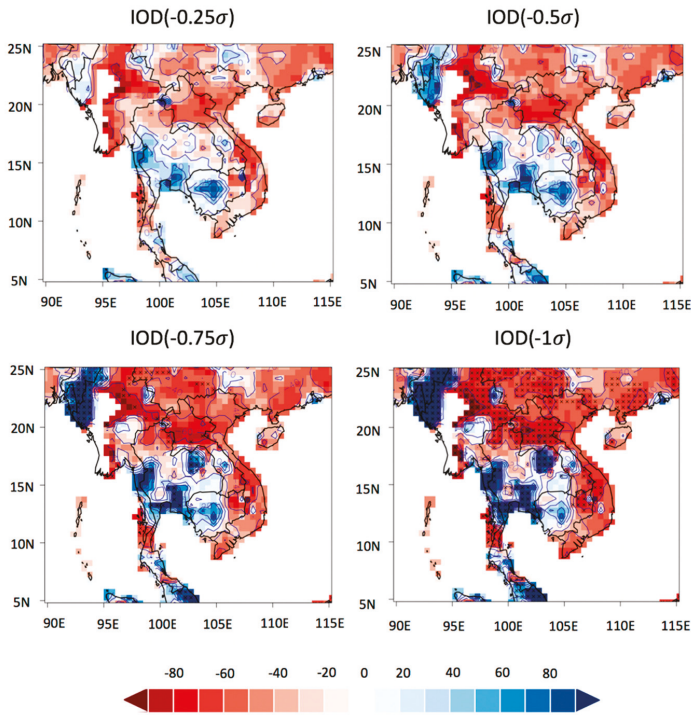 IOD(-0.25σ) IOD(-0.5σ)
25N 25N
20N 20N
15N 15N
10N 10N
5N 5N
90E 95E 100E 105E 110E 115E 90E 95E 100E 105E 110E 115E
IOD(-0.75σ) IOD(-1σ)
25N 25N
20N 20N
15N 15N
10N 10N
5N 5N
90E 95E 100E 105E 110E 115E 90E 95E 100E 105E 110E 115E
-80 -60 -40 -20 0 20 40 60 80